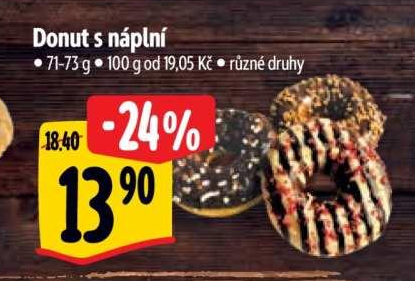 Donut s náplní
• 71-73 g • 100 g od 19,05 Kč • různé druhy
-24%
18.40
13 90